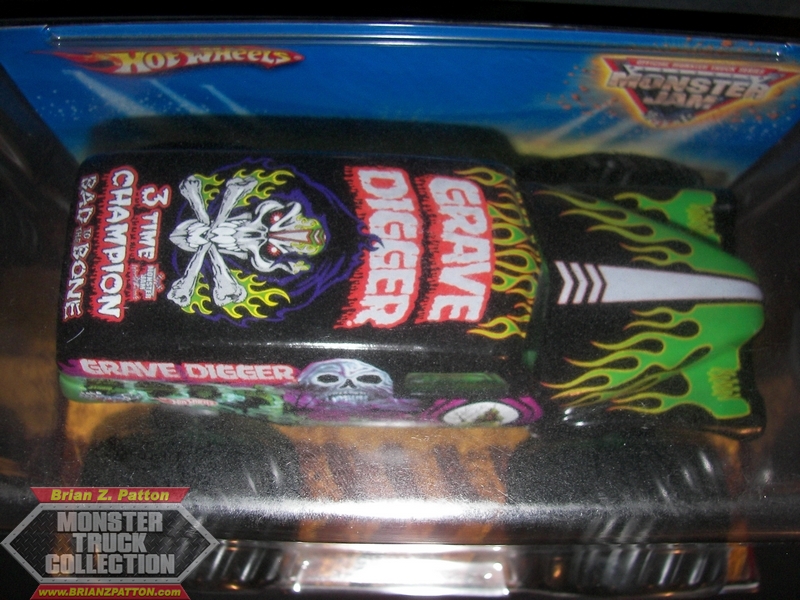 HOT WHEELS
MONSTER
JAM
GRAVE
DIGGER
3 TIME
CHAMPION
BAD TO THE BONE
GRAVE DIGGER
Brian Z. Patton
MONSTER
TRUCK
COLLECTION
www.BRIANZPATTON.com